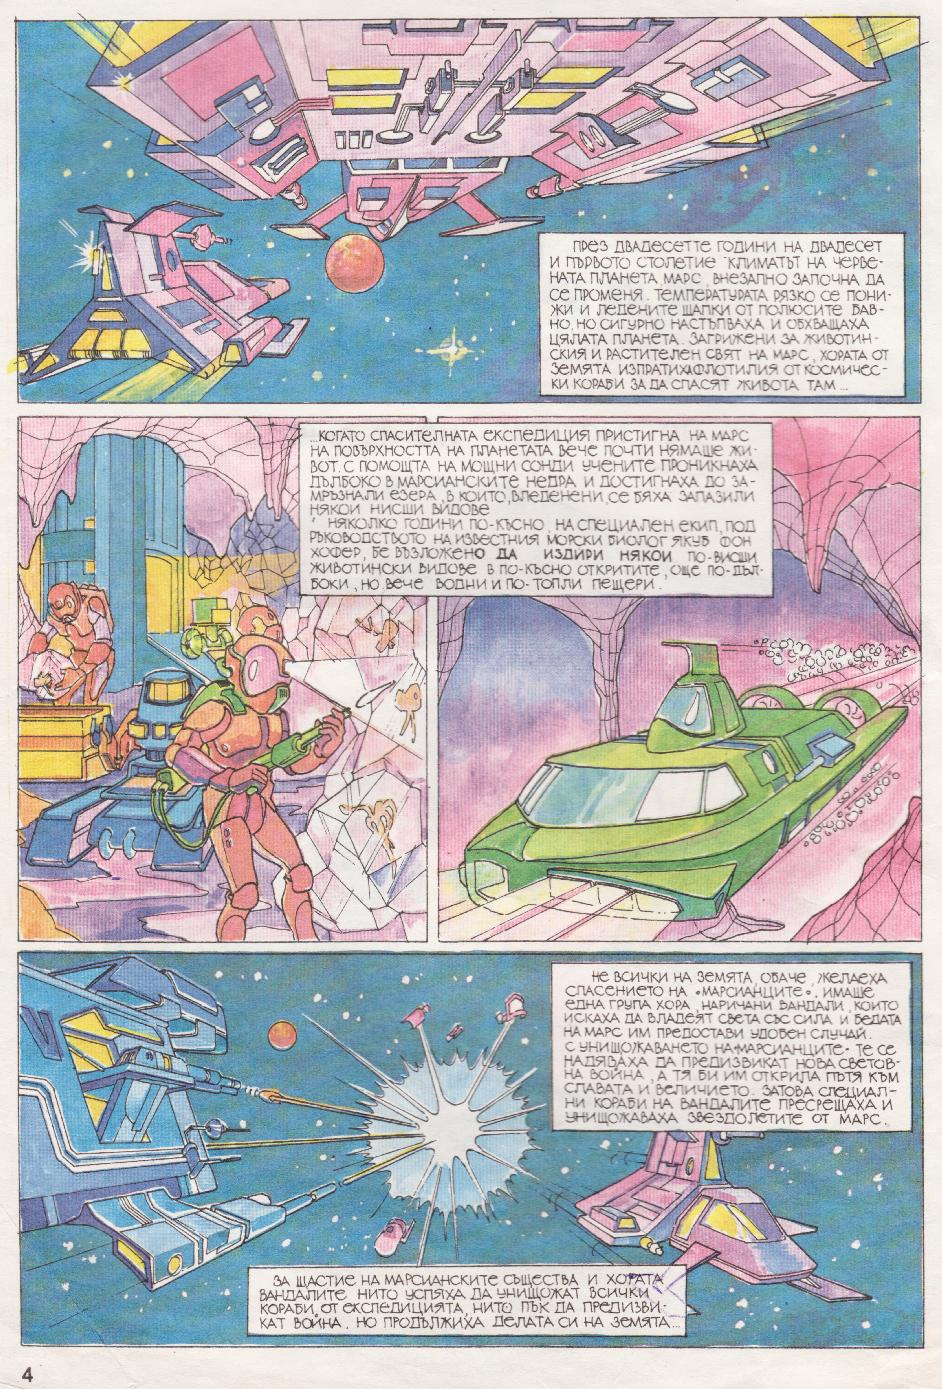 ПРЕЗ ДВАДЕСЕТТЕ ГОДИНИ НА ДВАДЕСЕТ
И ПЪРВОТО СТОЛЕТИЕ КЛИМАТЪТ НА ЧЕРВЕ-
НАТА ПЛАНЕТА МАРС, ВНЕЗАПНО ЗАПОЧНА ДА
СЕ ПРОМЕНЯ. ТЕМПЕРАТУРАТА РЯЗКО СЕ ПОНИ-
ЖИ И ЛЕДЕНИТЕ ШАПКИ ОТ ПОЛЮСИТЕ БАВ-
НО, НО СИГУРНО НАСТЪПВАХА И ОБХВАЩАХА
ЦЯЛАТА ПЛАНЕТА. ЗАГРИЖЕНИ ЗА ЖИВОТИН-
СКИЯ И РАСТИТЕЛЕН СВЯТ НА МАРС, ХОРАТА ОТ
ЗЕМЯТА ИЗПРАТИХА ФЛОТИЛИЯ ОТ КОСМИЧЕС-
КИ КОРАБИ ЗА ДА СПАСЯТ ЖИВОТА ТАМ...
...КОГАТО СПАСИТЕЛНАТА ЕКСПЕДИЦИЯ ПРИСТИГНА НА МАРС
НА ПОВЪРХНОСТТА НА ПЛАНЕТАТА ВЕЧЕ ПОЧТИ НЯМАШЕ ЖИ-
ВОТ. С ПОМОЩТА НА МОЩНИ СОНДИ УЧЕНИТЕ ПРОНИКНАХА
ДЪЛБОКО В МАРСИАНСКИТЕ НЕДРА И ДОСТИГНАХА ДО ЗА-
МРЪЗНАЛИ ЕЗЕРА, В КОИТО, ВЛЕДЕНЕНИ, СЕ БЯХА ЗАПАЗИЛИ
НЯКОИ НИСШИ ВИДОВЕ
НЯКОЛКО ГОДИНИ ПО-КЪСНО, НА СПЕЦИАЛЕН ЕКИП, ПОД
РЪКОВОДСТВОТО НА ИЗВЕСТНИЯ МОРСКИ БИОЛОГ ЯКУБ ФОН
ХОФЕР, БЕ ВЪЗЛОЖЕНО ДА ИЗДИРИ НЯКОИ ПО-ВИСШИ
ЖИВОТИНСКИ ВИДОВЕ В ПО-КЪСНО ОТКРИТИТЕ, ОЩЕ ПО-ДЪЛ-
БОКИ, НО ВЕЧЕ ВОДНИ И ПО-ТОПЛИ ПЕЩЕРИ.
НЕ ВСИЧКИ НА ЗЕМЯТА, ОБАЧЕ, ЖЕЛАЕХА
СПАСЕНИЕТО НА «МАРСИАНЦИТЕ». ИМАШЕ
ЕДНА ГРУПА ХОРА, НАРИЧАНИ ВАНДАЛИ, КОИТО
ИСКАХА ДА ВЛАДЕЯТ СВЕТА СЪС СИЛА И БЕДАТА
НА МАРС ИМ ПРЕДОСТАВИ УДОБЕН СЛУЧАЙ.
С УНИЩОЖАВАНЕТО НА «МАРСИАНЦИТЕ» ТЕ СЕ
НАДЯВАХА ДА ПРЕДИЗВИКАТ НОВА СВЕТОВ-
НА ВОЙНА, А ТЯ БИ ИМ ОТКРИЛА ПЪТЯ КЪМ
СЛАВАТА И ВЕЛИЧИЕТО. ЗАТОВА СПЕЦИАЛ-
НИ КОРАБИ НА ВАНДАЛИТЕ ПРЕСРЕЩАХА И
УНИЩОЖАВАХА ЗВЕЗДОЛЕТИТЕ ОТ МАРС.
ЗА ЩАСТИЕ НА МАРСИАНСКИТЕ СЪЩЕСТВА И ХОРАТА
ВАНДАЛИТЕ НИТО УСПЯХА ДА УНИЩОЖАТ ВСИЧКИ
КОРАБИ ОТ ЕКСПЕДИЦИЯТА, НИТО ПЪК ДА ПРЕДИЗВИ-
КАТ ВОЙНА, НО ПРОДЪЛЖИХА ДЕЛАТА СИ НА ЗЕМЯТА...
4